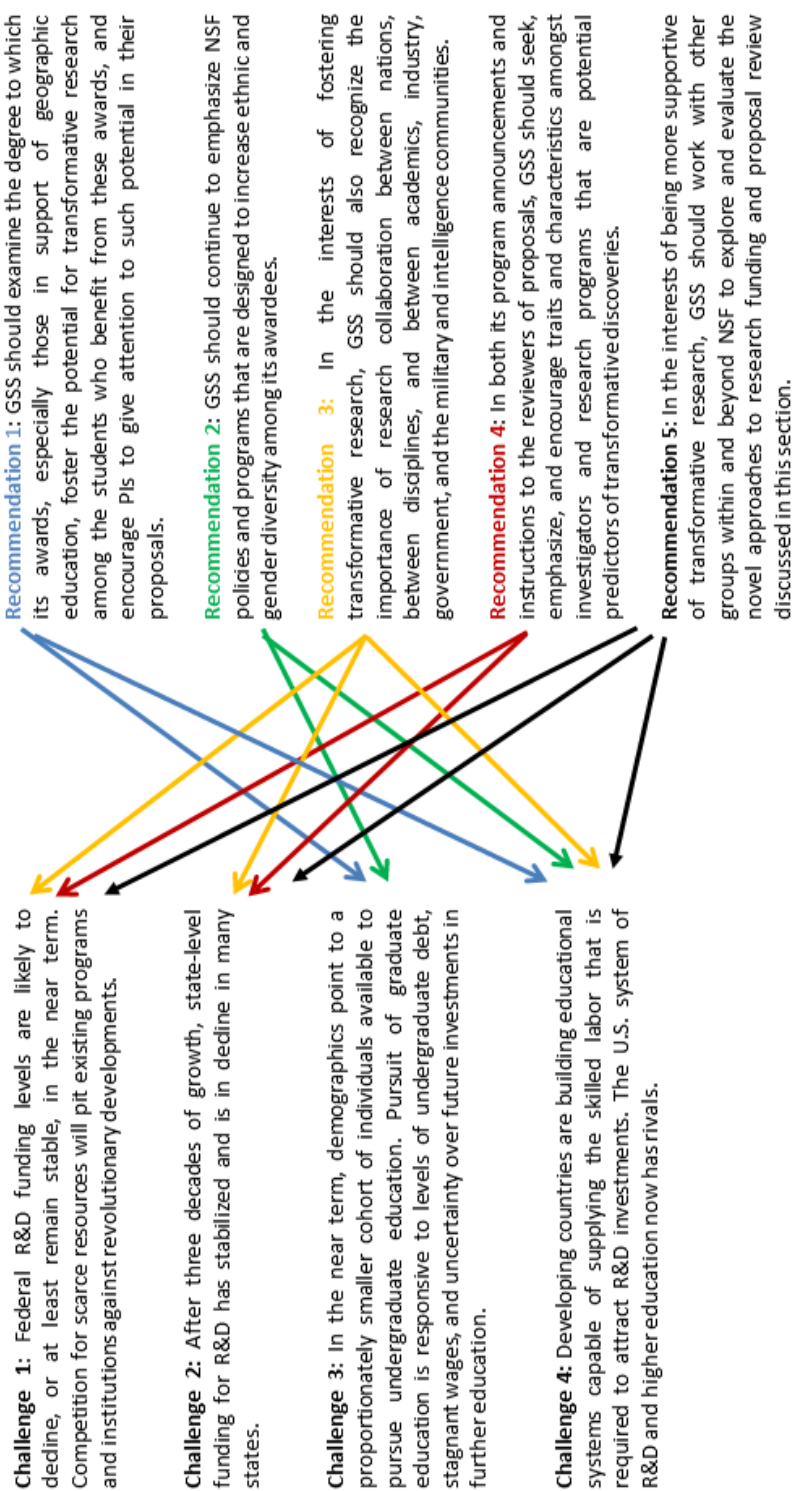 Challenge 1: Federal R&D funding levels are likely to
decline, or at least remain stable, in the near term.
Competition for scarce resources will pit existing programs
and institutions against revolutionary developments.
Challenge 2: After three decades of growth, state-level
funding for R&D has stabilized and is in decline in many
states.
Challenge 3: In the near term, demographics point to a
proportionately smaller cohort of individuals available to
pursue undergraduate education. Pursuit of graduate
education is responsive to levels of undergraduate debt,
stagnant wages, and uncertainty over future investments in
further education.
Challenge 4: Developing countries are building educational
systems capable of supplying the skilled labor that is
required to attract R&D investments. The U.S. system of
R&D and higher education now has rivals.
Recommendation 1: GSS should examine the degree to which
its awards, especially those in support of geographic
education, foster the potential for transformative research
among the students who benefit from these awards, and
encourage PIs to give attention to such potential in their
proposals.
Recommendation 2: GSS should continue to emphasize NSF
policies and programs that are designed to increase ethnic and
gender diversity among its awardees.
Recommendation 3: In the interests of fostering
transformative research, GSS should also recognize the
importance of research collaboration between nations,
between disciplines, and between academics, industry,
government, and the military and intelligence communities.
Recommendation 4: In both its program announcements and
instructions to the reviewers of proposals, GSS should seek,
emphasize, and encourage traits and characteristics amongst
investigators and research programs that are potential
predictors of transformative discoveries.
Recommendation 5: In the interests of being more supportive
of transformative research, GSS should work with other
groups within and beyond NSF to explore and evaluate the
novel approaches to research funding and proposal review
discussed in this section.